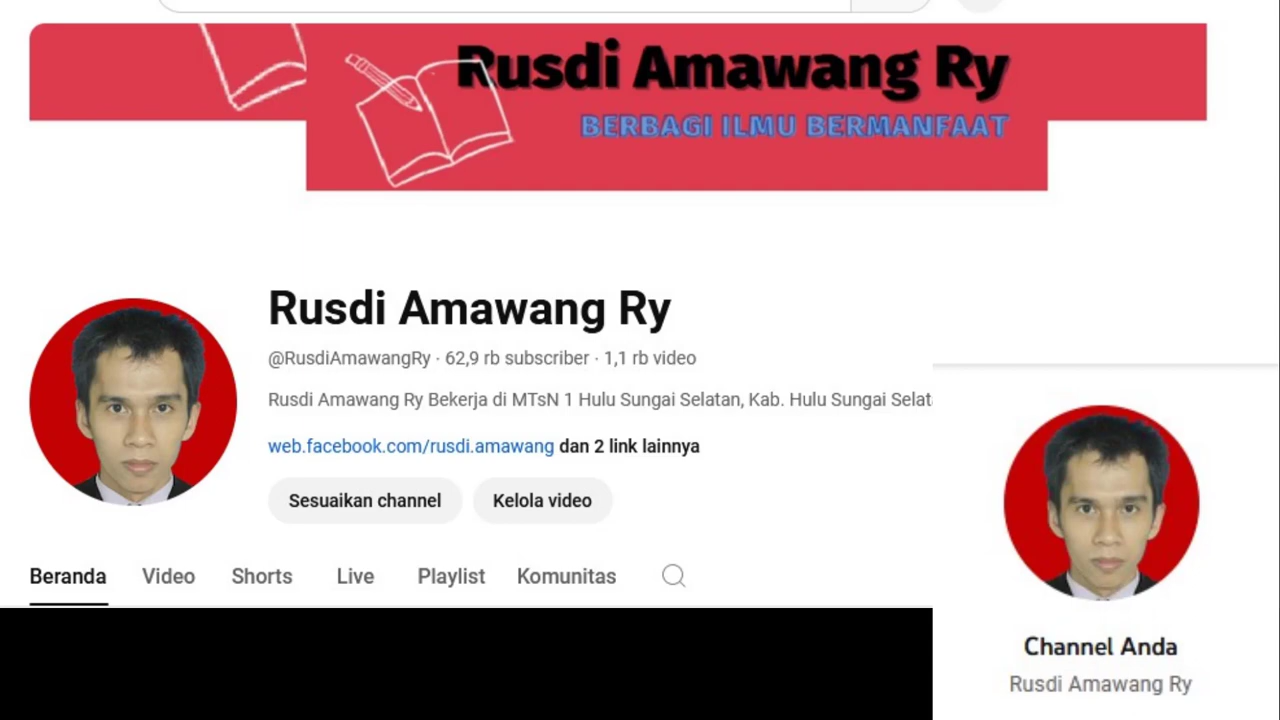 Rusdi Amawang Ry
BERBAGI ILMU BERMANFAAT
Rusdi Amawang Ry
@RusdiAmawangRy · 62,9 rb subscriber · 1,1 rb video
Rusdi Amawang Ry Bekerja di MTsN 1 Hulu Sungai Selatan, Kab. Hulu Sungai Selat
web.facebook.com/rusdi.amawang dan 2 link lainnya
Sesuaikan channel Kelola video
Beranda Video Shorts Live Playlist Komunitas
Channel Anda
Rusdi Amawang Ry